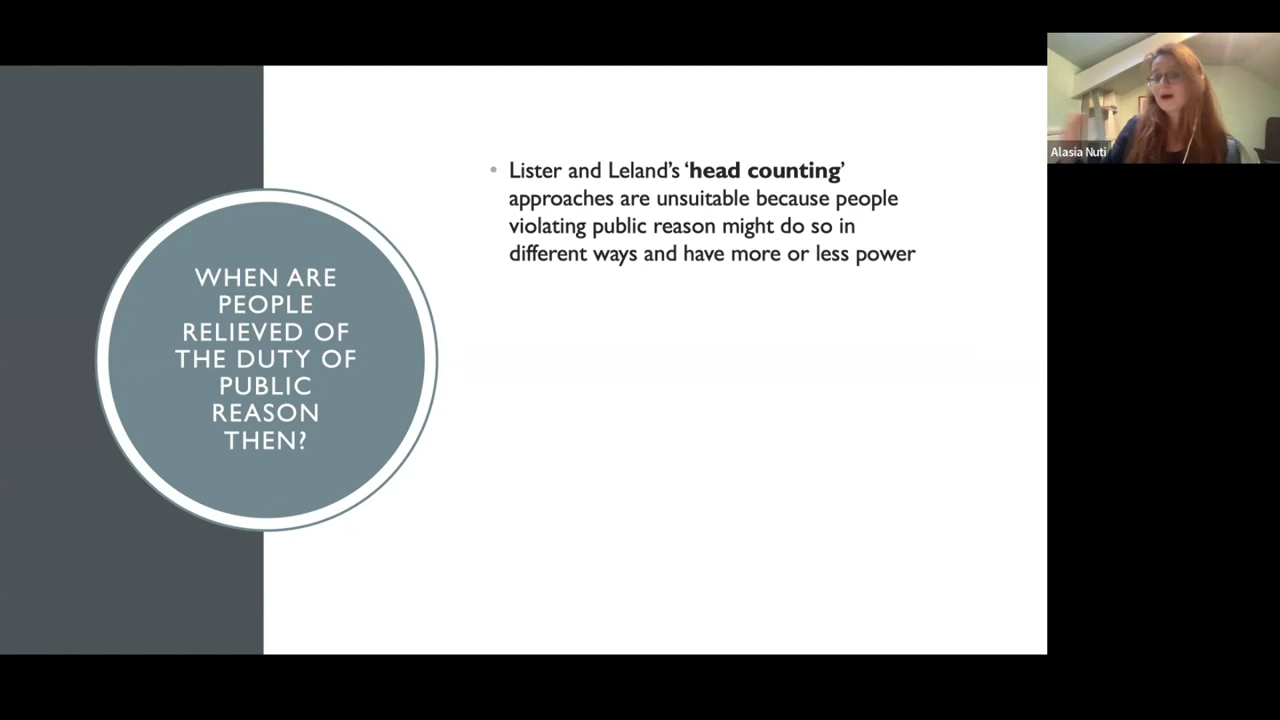 WHEN ARE
PEOPLE
RELIEVED OF
THE DUTY OF
PUBLIC
REASON
THEN?
• Lister and Leland's 'head counting'
approaches are unsuitable because people
violating public reason might do so in
different ways and have more or less power
Alasia Nuti